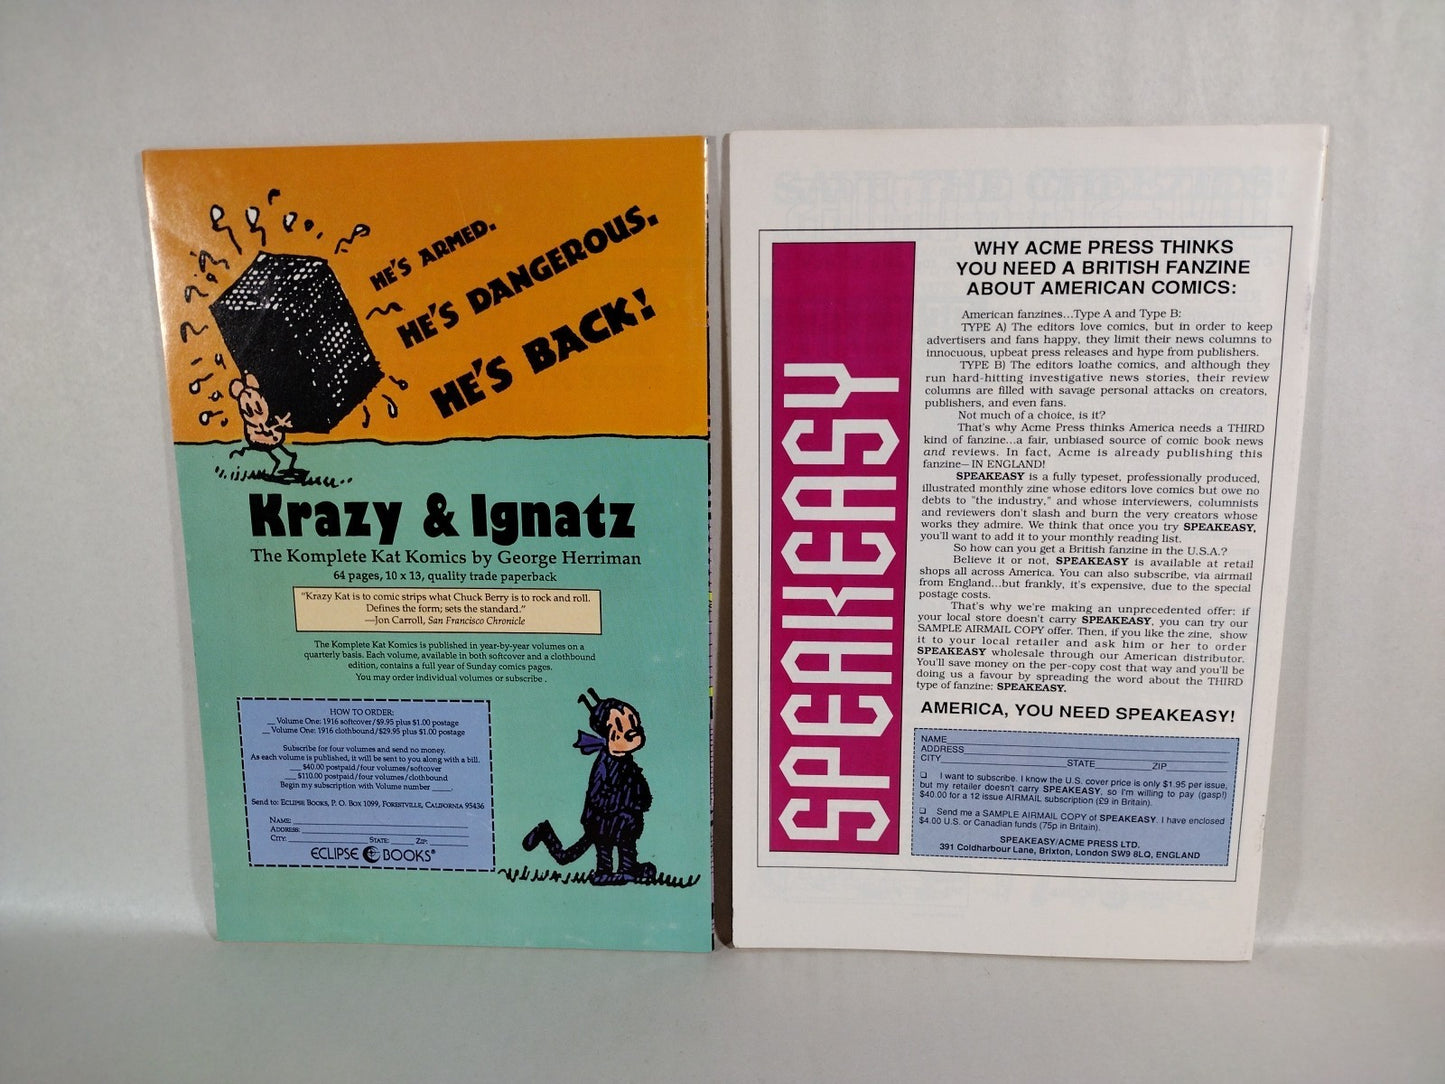 HE'S ARMED.
HE'S DANGEROUS.
HE'S BACK!
Krazy & Ignatz
The Komplete Kat Komics by George Herriman
64 pages, 10 x 13, quality trade paperback
"Krazy Kat is to comic strips what Chuck Berry is to rock and roll.
Defines the form; sets the standard."
—Jon Carroll, San Francisco Chronicle
The Komplete Kat Komics is published in year-by-year volumes on a
quarterly basis. Each volume, available in both softcover and a clothbound
edition, contains a full year of Sunday comics pages.
You may order individual volumes or subscribe .
HOW TO ORDER:
__ Volume One: 1916 softcover/$9.95 plus $1.00 postage
__ Volume One: 1916 clothbound/$29.95 plus $1.00 postage
Subscribe for four volumes and send no money.
As each volume is published, it will be sent to you along with a bill.
___ $40.00 postpaid/four volumes/softcover
___ $110.00 postpaid/four volumes/clothbound
Begin my subscription with Volume number ____.
Send to: ECLIPSE BOOKS, P. O. BOX 1099, FORESTVILLE, CALIFORNIA 95436
NAME:
ADDRESS:
CITY: STATE: ZIP:
ECLIPSE BOOKS®
SPEAKEASY
WHY ACME PRESS THINKS
YOU NEED A BRITISH FANZINE
ABOUT AMERICAN COMICS:
American fanzines...Type A and Type B:
TYPE A) The editors love comics, but in order to keep
advertisers and fans happy, they limit their news columns to
innocuous, upbeat press releases and hype from publishers.
TYPE B) The editors loathe comics, and although they
run hard-hitting investigative news stories, their review
columns are filled with savage personal attacks on creators,
publishers, and even fans.
Not much of a choice, is it?
That's why Acme Press thinks America needs a THIRD
kind of fanzine...a fair, unbiased source of comic book news
and reviews. In fact, Acme is already publishing this
fanzine—IN ENGLAND!
SPEAKEASY is a fully typeset, professionally produced,
illustrated monthly zine whose editors love comics but owe no
debts to "the industry," and whose interviewers, columnists
and reviewers don't slash and burn the very creators whose
works they admire. We think that once you try SPEAKEASY,
you'll want to add it to your monthly reading list.
So how can you get a British fanzine in the U.S.A.?
Believe it or not, SPEAKEASY is available at retail
shops all across America. You can also subscribe, via airmail
from England...but frankly, it's expensive, due to the special
postage costs.
That's why we're making an unprecedented offer: if
your local store doesn't carry SPEAKEASY, you can try our
SAMPLE AIRMAIL COPY offer. Then, if you like the zine, show
it to your local retailer and ask him or her to order
SPEAKEASY wholesale through our American distributor.
You'll save money on the per-copy cost that way and you'll be
doing us a favour by spreading the word about the THIRD
type of fanzine: SPEAKEASY.
AMERICA, YOU NEED SPEAKEASY!
NAME
ADDRESS
CITY STATE ZIP
❑ I want to subscribe. I know the U.S. cover price is only $1.95 per issue,
but my retailer doesn't carry SPEAKEASY, so I'm willing to pay (gasp!)
$40.00 for a 12 issue AIRMAIL subscription (£9 in Britain).
❑ Send me a SAMPLE AIRMAIL COPY of SPEAKEASY. I have enclosed
$4.00 U.S. or Canadian funds (75p in Britain).
SPEAKEASY/ACME PRESS LTD.
391 Coldharbour Lane, Brixton, London SW9 8LQ, ENGLAND